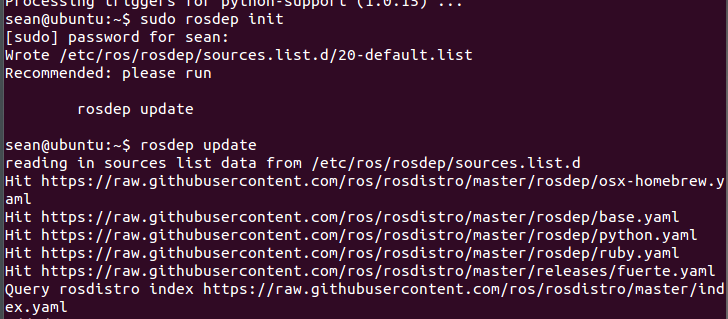 Processing triggers for python-support (1.0.15) ...
sean@ubuntu:~$ sudo rosdep init
[sudo] password for sean:
Wrote /etc/ros/rosdep/sources.list.d/20-default.list
Recommended: please run
rosdep update
sean@ubuntu:~$ rosdep update
reading in sources list data from /etc/ros/rosdep/sources.list.d
Hit https://raw.githubusercontent.com/ros/rosdistro/master/rosdep/osx-homebrew.y
aml
Hit https://raw.githubusercontent.com/ros/rosdistro/master/rosdep/base.yaml
Hit https://raw.githubusercontent.com/ros/rosdistro/master/rosdep/python.yaml
Hit https://raw.githubusercontent.com/ros/rosdistro/master/rosdep/ruby.yaml
Hit https://raw.githubusercontent.com/ros/rosdistro/master/releases/fuerte.yaml
Query rosdistro index https://raw.githubusercontent.com/ros/rosdistro/master/ind
ex.yaml